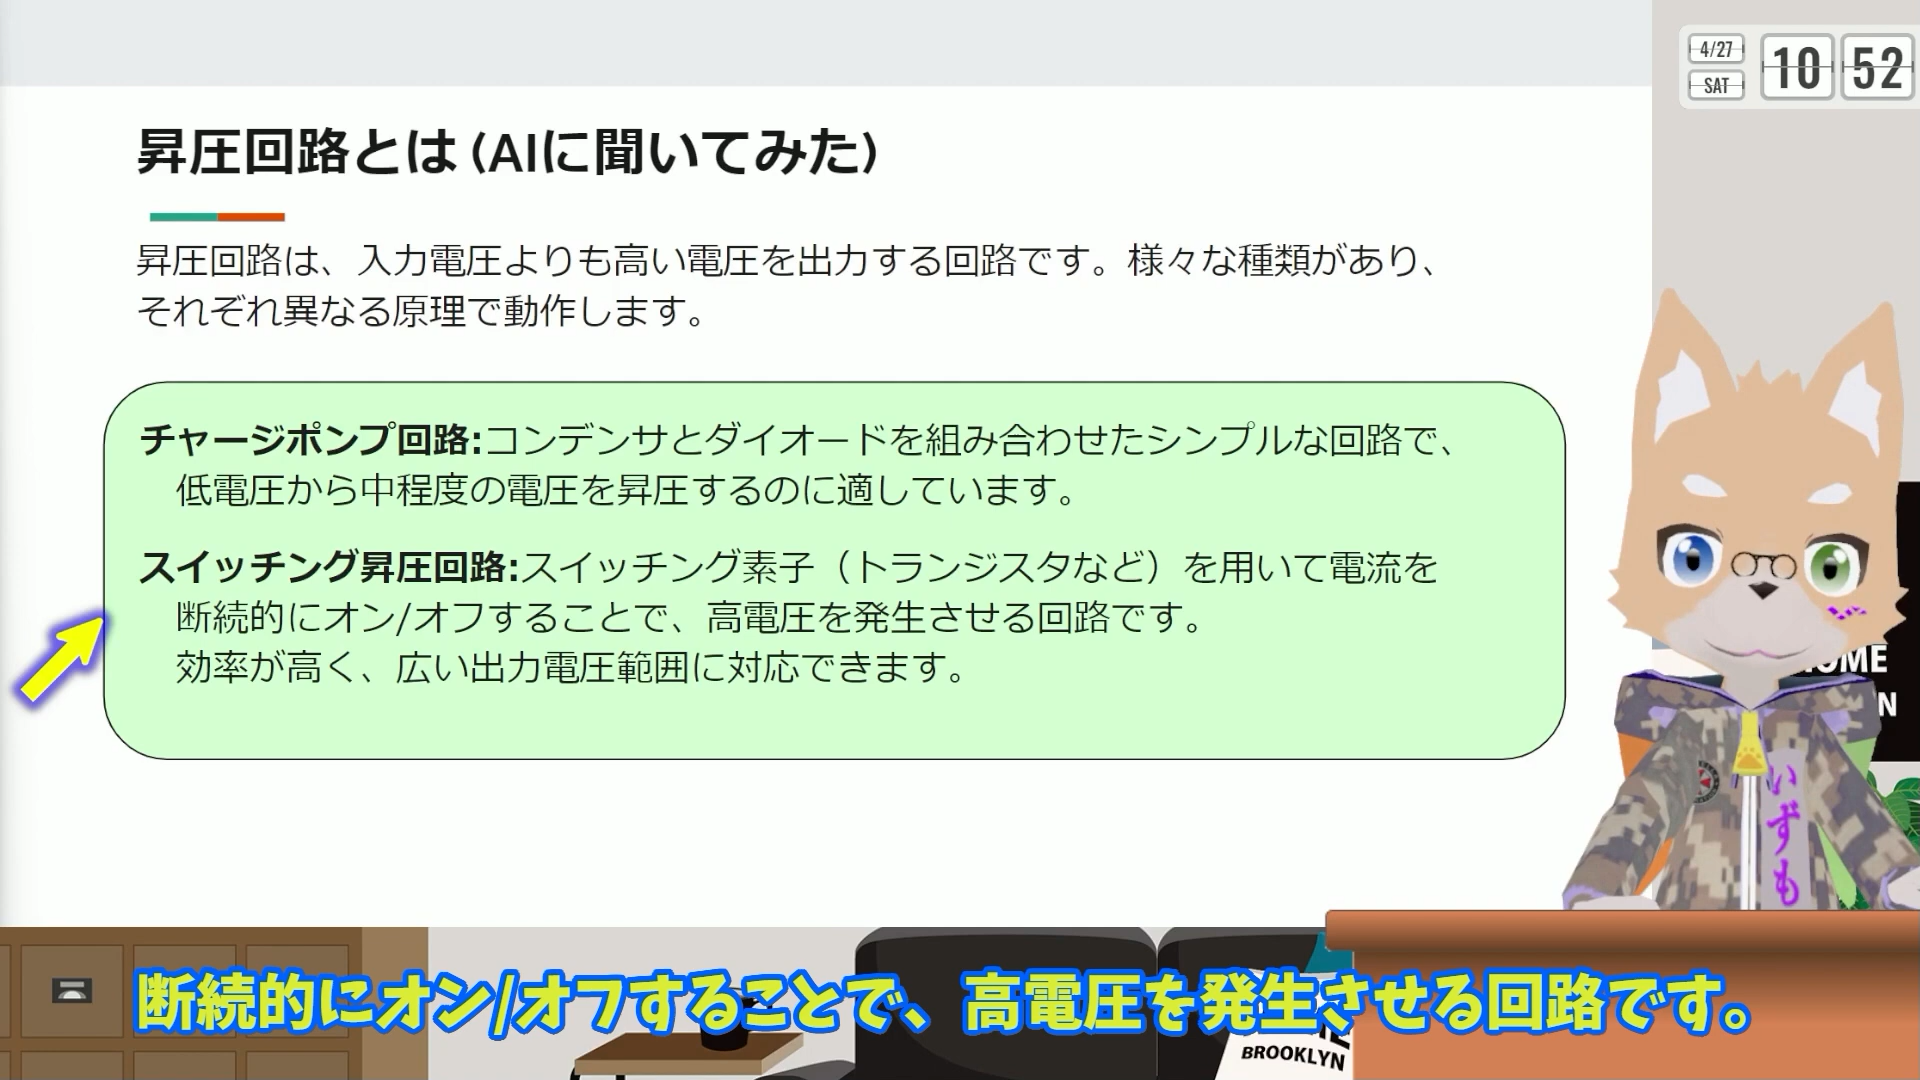 4/27
SAT
10 52
昇圧回路とは (AIに聞いてみた)
昇圧回路は、入力電圧よりも高い電圧を出力する回路です。様々な種類があり、
それぞれ異なる原理で動作します。
チャージポンプ回路:コンデンサとダイオードを組み合わせたシンプルな回路で、
低電圧から中程度の電圧を昇圧するのに適しています。
スイッチング昇圧回路:スイッチング素子（トランジスタなど）を用いて電流を
断続的にオン/オフすることで、高電圧を発生させる回路です。
効率が高く、広い出力電圧範囲に対応できます。
いずも
断続的にオン/オフすることで、高電圧を発生させる回路です。
BROOKLYN